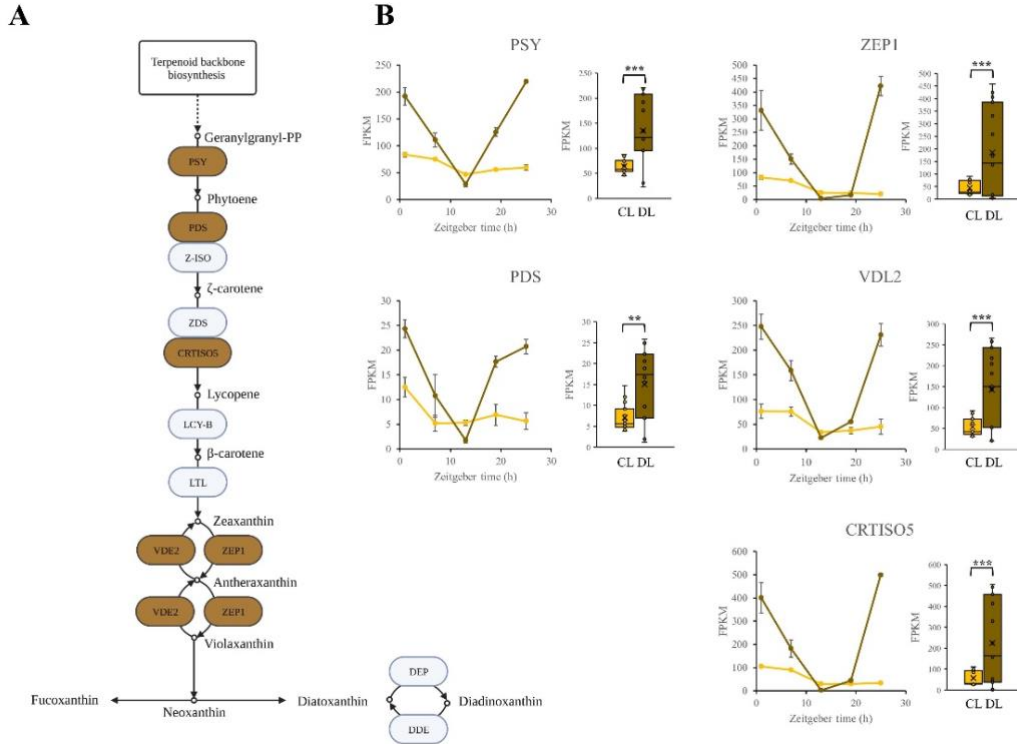 A
Terpenoid backbone
biosynthesis
Geranylgranyl-PP
PSY
Phytoene
PDS
Z-ISO
ζ-carotene
ZDS
CRTISO5
Lycopene
LCY-B
β-carotene
LTL
Zeaxanthin
VDE2
ZEP1
Antheraxanthin
VDE2
ZEP1
Violaxanthin
Fucoxanthin
Neoxanthin
Diatoxanthin
DEP
DDE
Diadinoxanthin
B
PSY
FPKM
250
200
150
100
50
0
0 10 20 30
Zeitgeber time (h)
FPKM
250
200
150
100
50
0
***
CL DL
ZEP1
FPKM
500
450
400
350
300
250
200
150
100
50
0
0 10 20 30
Zeitgeber time (h)
FPKM
500
450
400
350
300
250
200
150
100
50
0
***
CL DL
PDS
FPKM
30
25
20
15
10
5
0
0 10 20 30
Zeitgeber time (h)
FPKM
30
25
20
15
10
5
0
**
CL DL
VDL2
FPKM
300
250
200
150
100
50
0
0 10 20 30
Zeitgeber time (h)
FPKM
300
250
200
150
100
50
0
***
CL DL
CRTISO5
FPKM
600
500
400
300
200
100
0
0 10 20 30
Zeitgeber time (h)
FPKM
600
500
400
300
200
100
0
***
CL DL